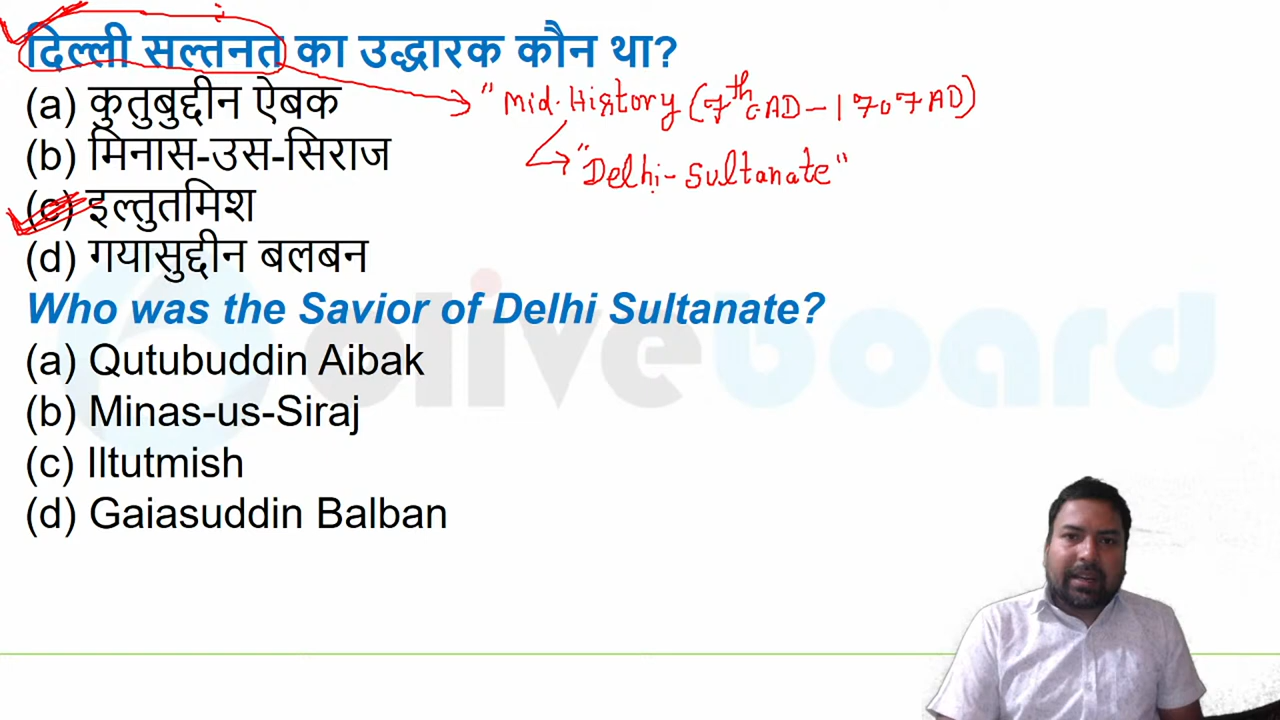 दिल्ली सल्तनत का उद्धारक कौन था?
(a) कुतुबुद्दीन ऐबक
"Mid. History (7th c AD – 1707 AD)
(b) मिनास-उस-सिराज
"Delhi-Sultanate"
(c) इल्तुतमिश
(d) गयासुद्दीन बलबन
Who was the Savior of Delhi Sultanate?
(a) Qutubuddin Aibak
(b) Minas-us-Siraj
(c) Iltutmish
(d) Gaiasuddin Balban
oliveboard